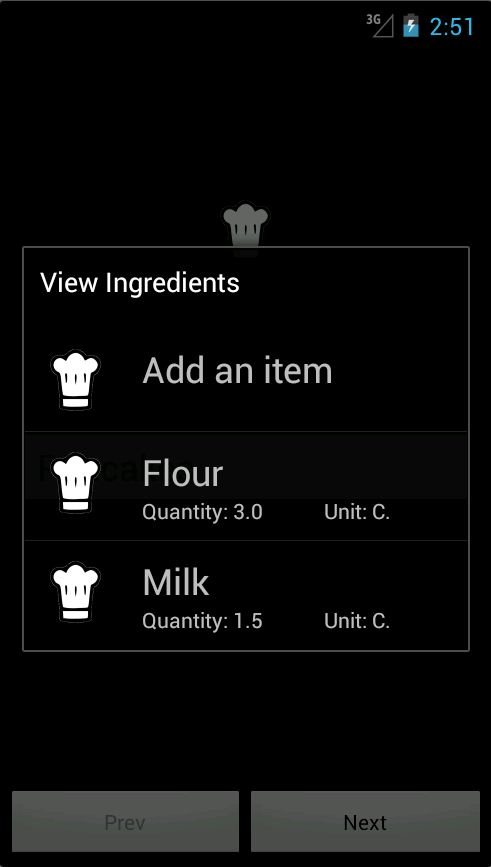 3G 2:51
View Ingredients
Add an item
Flour
Quantity: 3.0 Unit: C.
Milk
Quantity: 1.5 Unit: C.
Prev Next